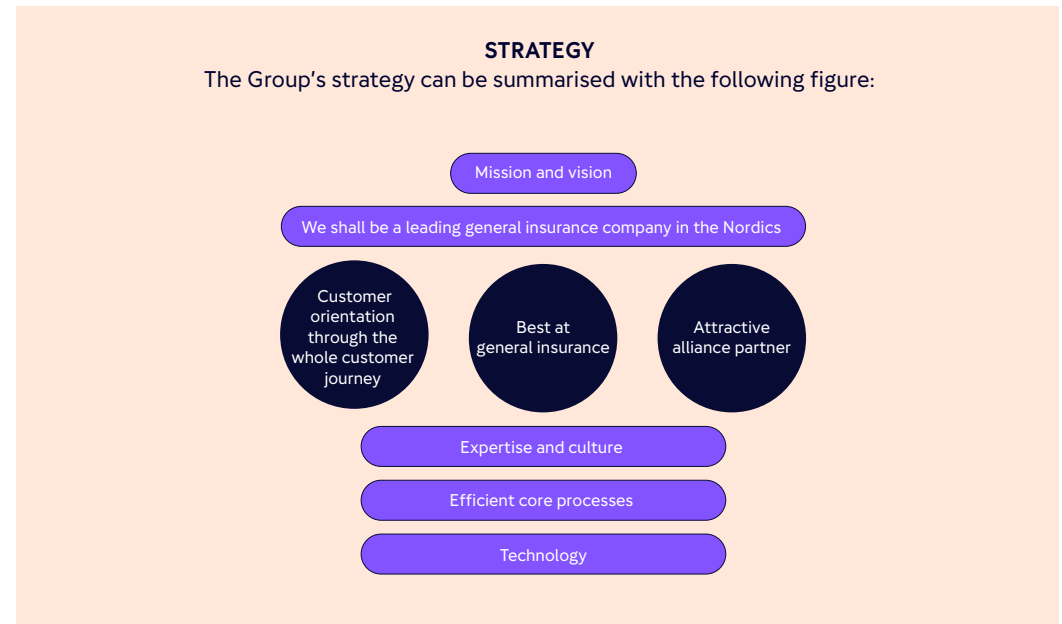 STRATEGY
The Group’s strategy can be summarised with the following figure:
Mission and vision
We shall be a leading general insurance company in the Nordics
Customer
orientation
through the
whole customer
journey
Best at
general insurance
Attractive
alliance partner
Expertise and culture
Efficient core processes
Technology